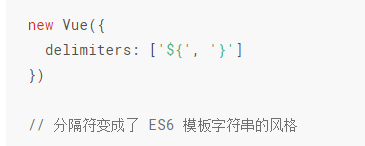 new Vue({
  delimiters: ['${', '}']
})
// 分隔符变成了 ES6 模板字符串的风格